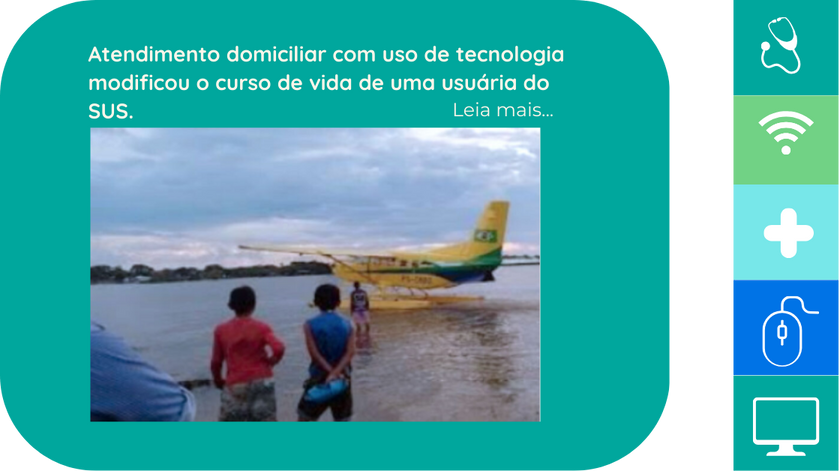 Atendimento domiciliar com uso de tecnologia
modificou o curso de vida de uma usuária do
SUS.
Leia mais...